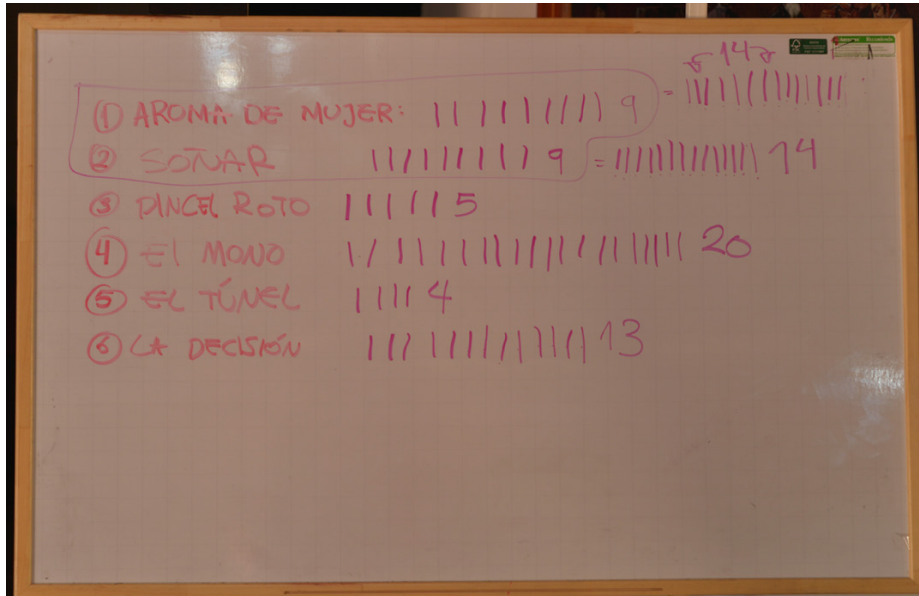 14
① AROMA DE MUJER: ||||||||| 9 = ||||||||||||||
② SOÑAR ||||||||| 9 = |||||||||||||| 14
③ PINCEL ROTO |||||| 5
④ El MONO |||||||||||||||||||| 20
⑤ EL TÚNEL |||| 4
⑥ LA DECISIÓN ||||||||||||| 13